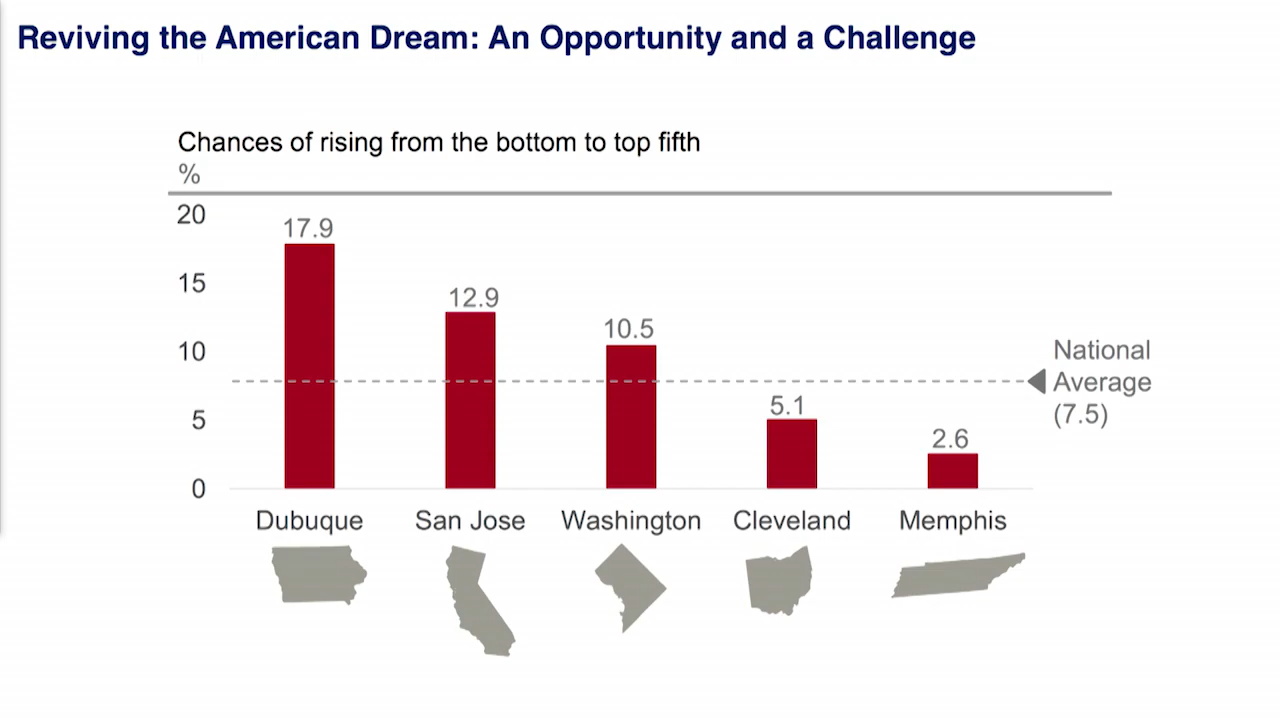 Reviving the American Dream: An Opportunity and a Challenge
Chances of rising from the bottom to top fifth
%
20
15
10
5
0
17.9
12.9
10.5
5.1
2.6
National
Average
(7.5)
Dubuque
San Jose
Washington
Cleveland
Memphis